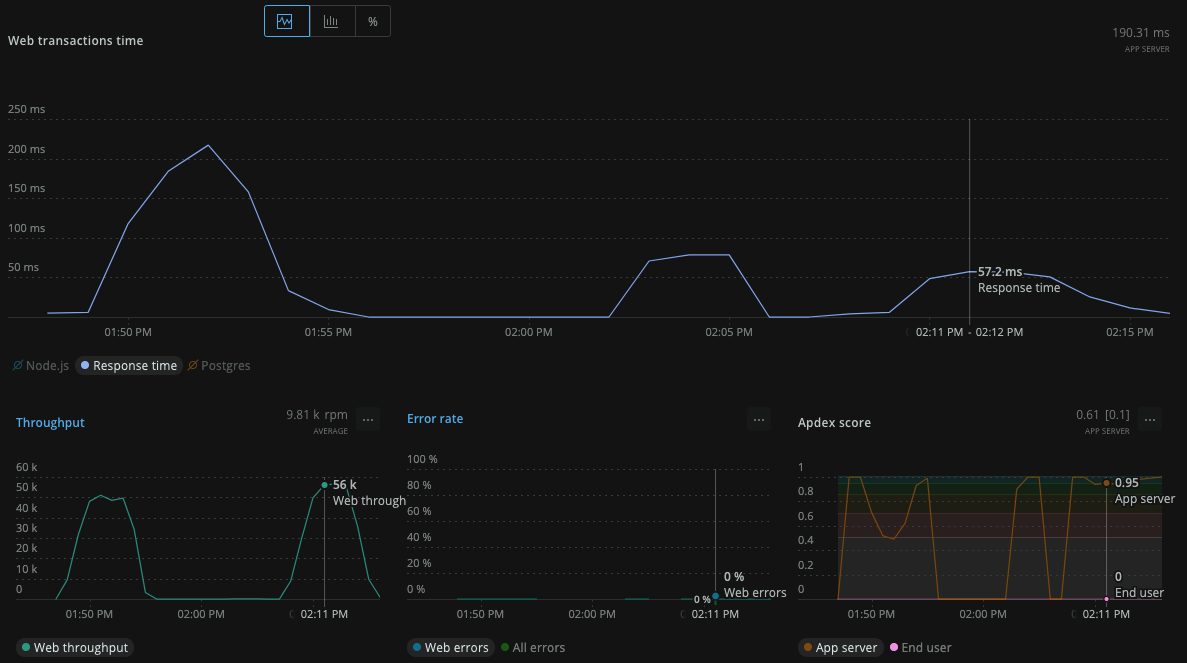 %
Web transactions time
190.31 ms
APP SERVER
250 ms
200 ms
150 ms
100 ms
50 ms
57.2 ms
Response time
01:50 PM
01:55 PM
02:00 PM
02:05 PM
02:11 PM - 02:12 PM
02:15 PM
Node.js
Response time
Postgres
Throughput
9.81 k rpm
AVERAGE
...
60 k
50 k
40 k
30 k
20 k
10 k
0
56 k
Web through
01:50 PM
02:00 PM
02:11 PM
Web throughput
Error rate
...
100 %
80 %
60 %
40 %
20 %
0 %
0 %
0 %
Web errors
01:50 PM
02:00 PM
02:11 PM
Web errors
All errors
Apdex score
0.61 [0.1]
APP SERVER
...
1
0.8
0.6
0.4
0.2
0
0.95
App server
0
End user
01:50 PM
02:00 PM
02:11 PM
App server
End user